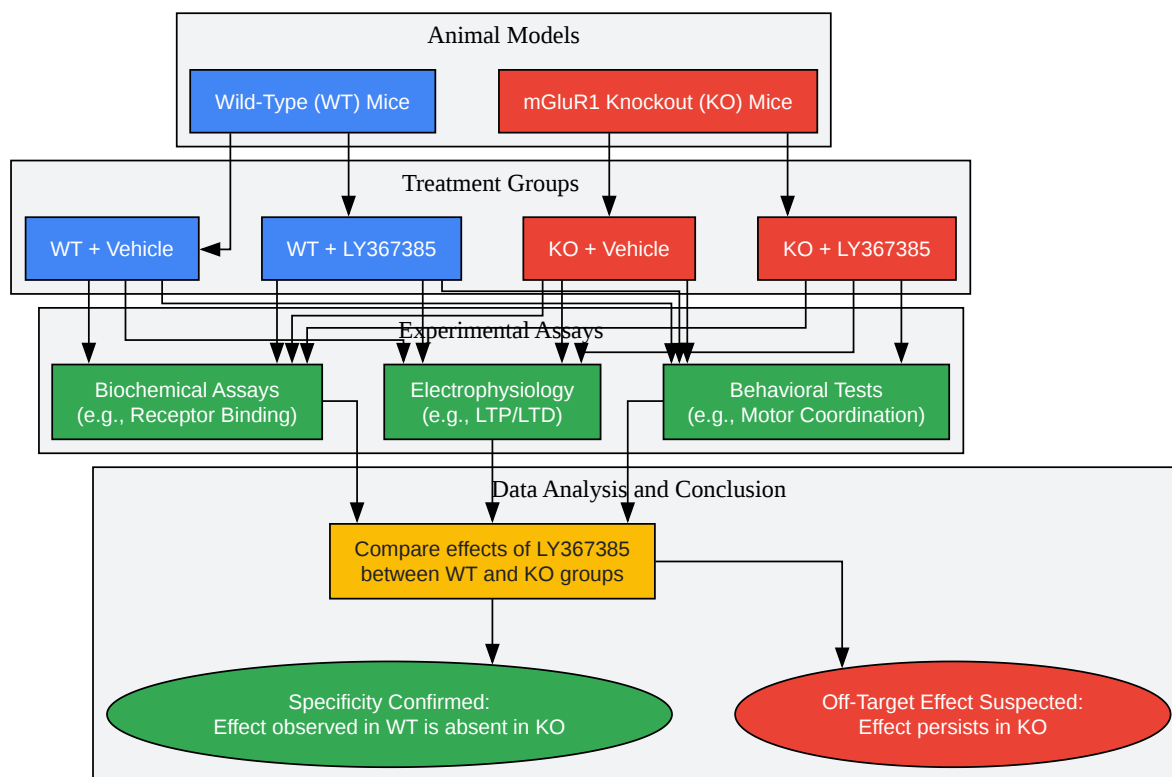 Animal Models
Wild-Type (WT) Mice
mGluR1 Knockout (KO) Mice
Treatment Groups
WT + Vehicle
WT + LY367385
KO + Vehicle
KO + LY367385
Experimental Assays
Biochemical Assays
(e.g., Receptor Binding)
Electrophysiology
(e.g., LTP/LTD)
Behavioral Tests
(e.g., Motor Coordination)
Data Analysis and Conclusion
Compare effects of LY367385
between WT and KO groups
Specificity Confirmed:
Effect observed in WT is absent in KO
Off-Target Effect Suspected:
Effect persists in KO